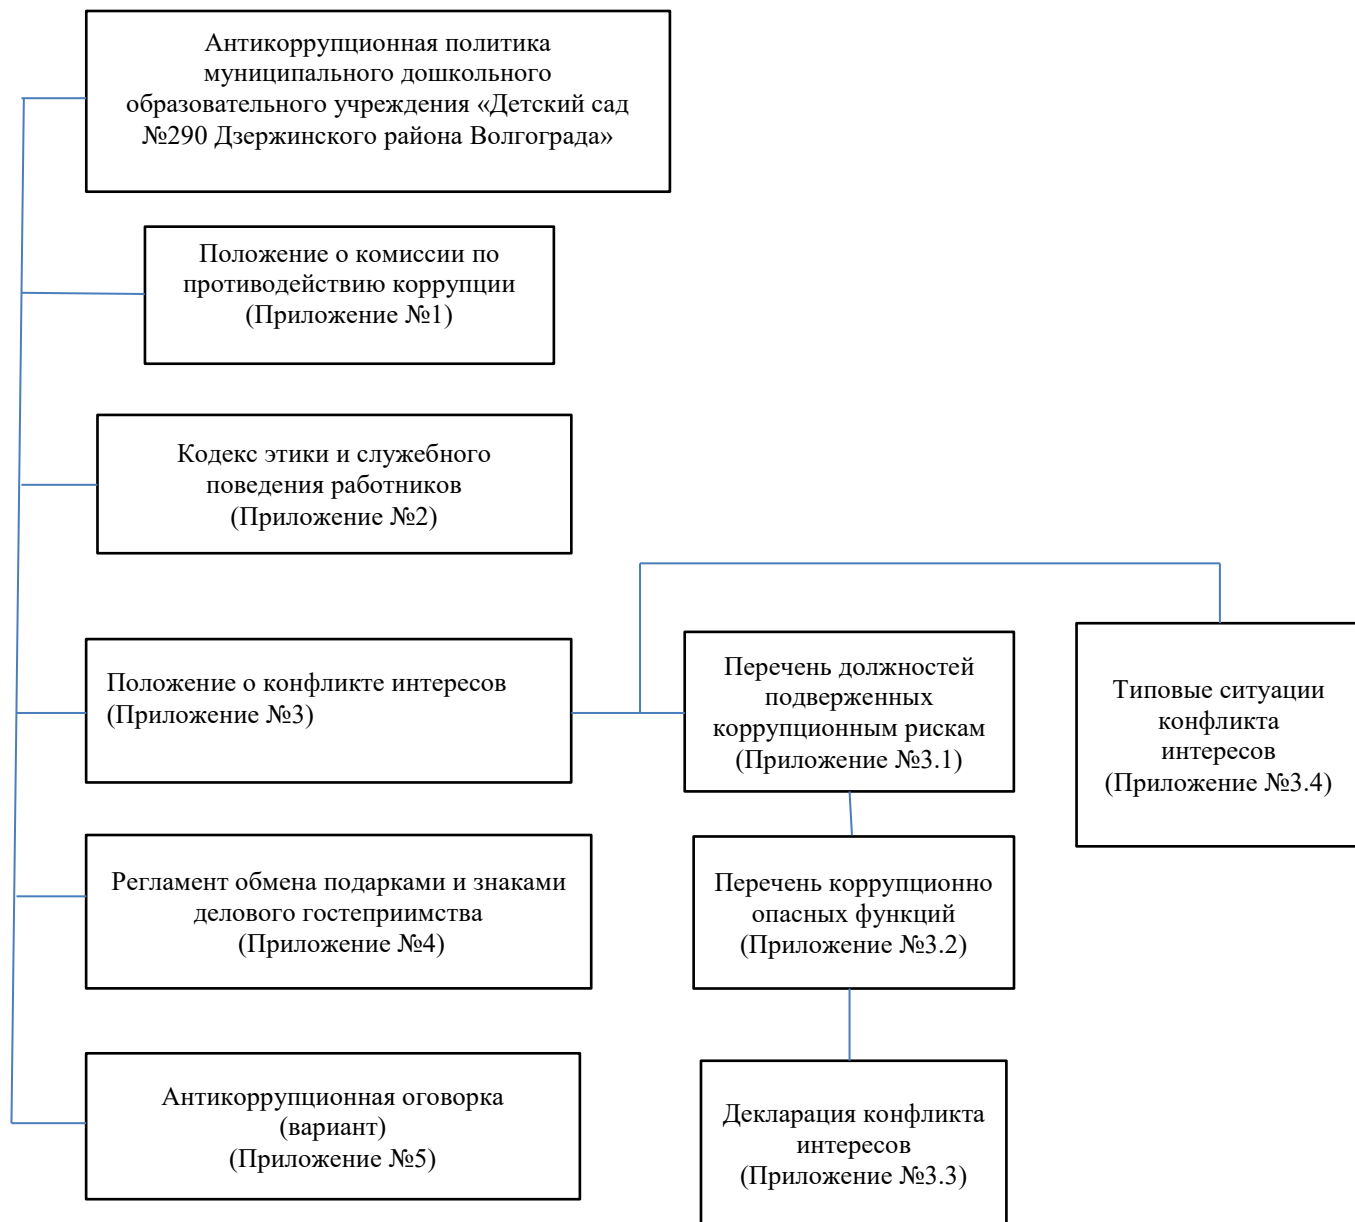 Антикоррупционная политика
муниципального дошкольного
образовательного учреждения «Детский сад
№290 Дзержинского района Волгограда»
Положение о комиссии по
противодействию коррупции
(Приложение №1)
Кодекс этики и служебного
поведения работников
(Приложение №2)
Положение о конфликте интересов
(Приложение №3)
Перечень должностей
подверженных
коррупционным рискам
(Приложение №3.1)
Типовые ситуации
конфликта
интересов
(Приложение №3.4)
Регламент обмена подарками и знаками
делового гостеприимства
(Приложение №4)
Перечень коррупционно
опасных функций
(Приложение №3.2)
Антикоррупционная оговорка
(вариант)
(Приложение №5)
Декларация конфликта
интересов
(Приложение №3.3)